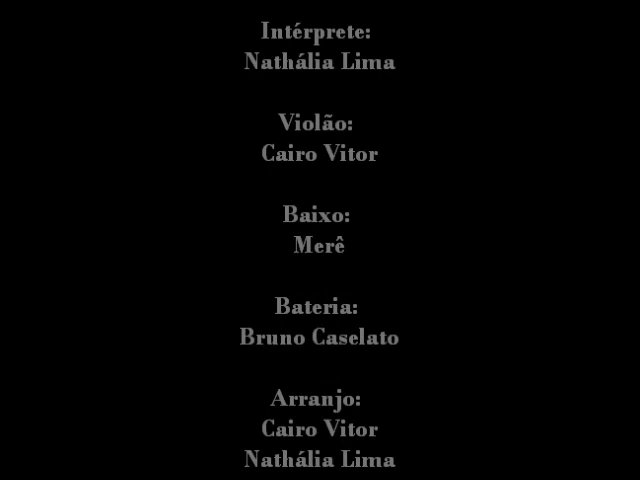 Intérprete:
Nathália Lima
Violão:
Cairo Vitor
Baixo:
Merê
Bateria:
Bruno Caselato
Arranjo:
Cairo Vitor
Nathália Lima